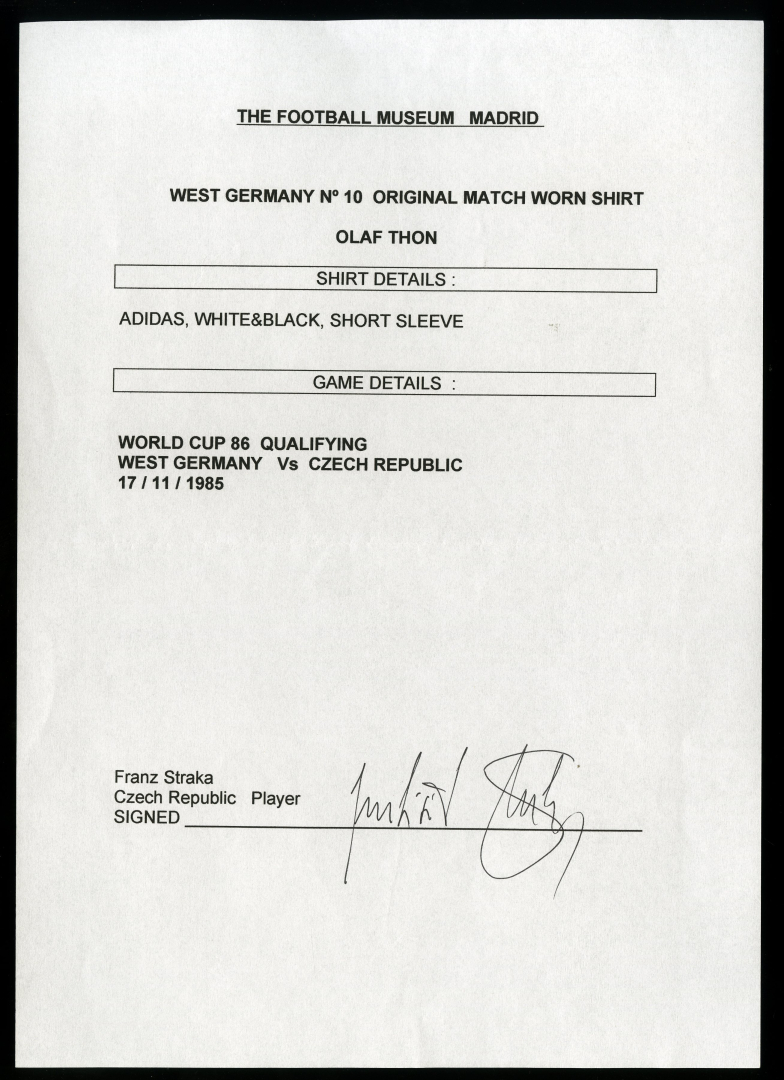 THE FOOTBALL MUSEUM MADRID
WEST GERMANY Nº 10 ORIGINAL MATCH WORN SHIRT
OLAF THON
SHIRT DETAILS :
ADIDAS, WHITE&BLACK, SHORT SLEEVE
GAME DETAILS :
WORLD CUP 86 QUALIFYING
WEST GERMANY Vs CZECH REPUBLIC
17 / 11 / 1985
Franz Straka
Czech Republic Player
SIGNED